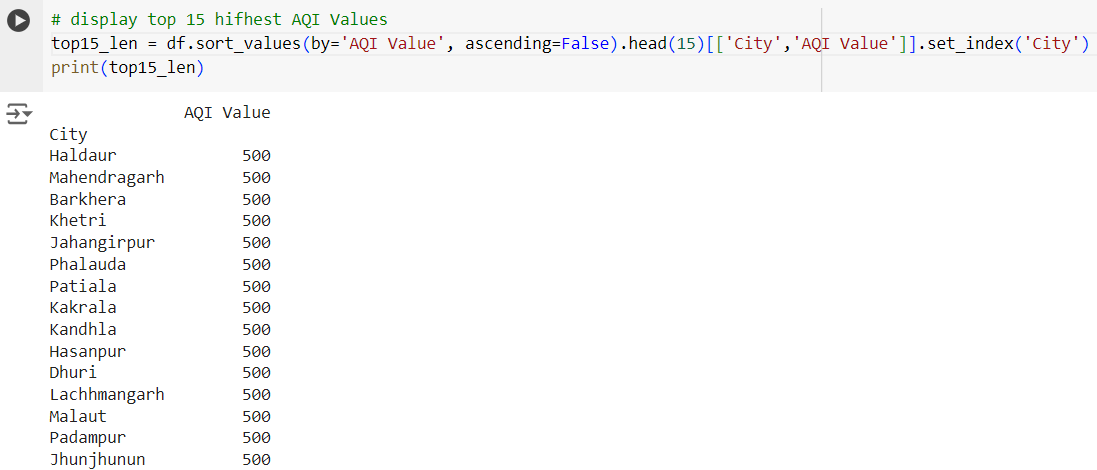 # display top 15 hifhest AQI Values
top15_len = df.sort_values(by='AQI Value', ascending=False).head(15)[['City','AQI Value']].set_index('City')
print(top15_len)
AQI Value
City
Haldaur 500
Mahendragarh 500
Barkhera 500
Khetri 500
Jahangirpur 500
Phalauda 500
Patiala 500
Kakrala 500
Kandhla 500
Hasanpur 500
Dhuri 500
Lachhmangarh 500
Malaut 500
Padampur 500
Jhunjhunun 500